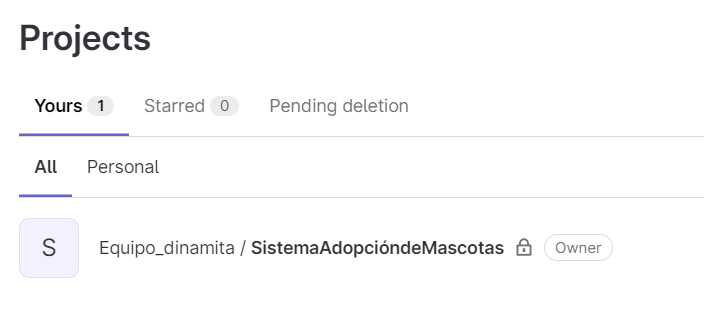 Projects
Yours 1 Starred 0 Pending deletion
All Personal
S Equipo_dinamita / SistemaAdopcióndeMascotas Owner